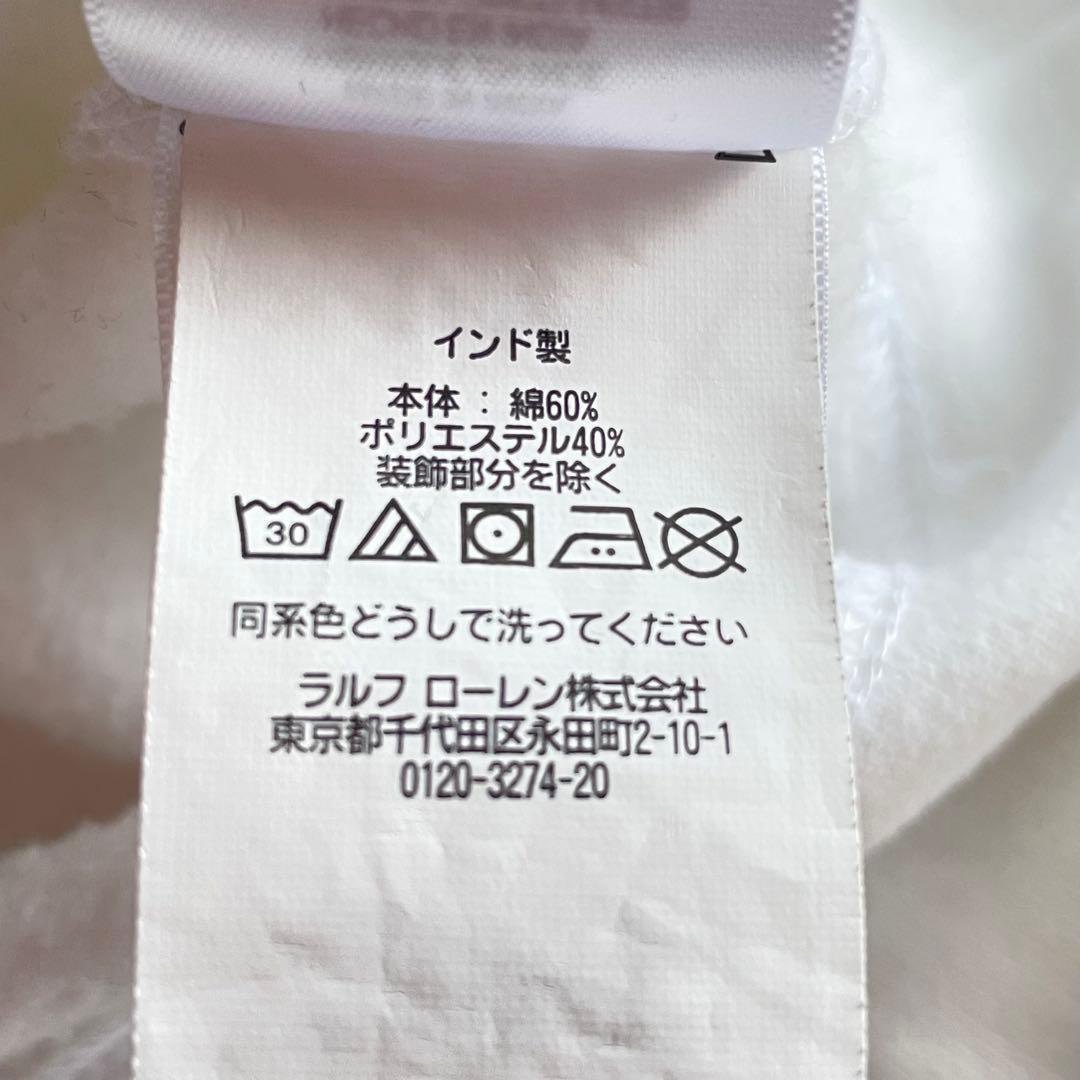 インド製
本体 : 綿60%
ポリエステル40%
装飾部分を除く
30
同系色どうしで洗ってください
ラルフ ローレン株式会社
東京都千代田区永田町2-10-1
0120-3274-20